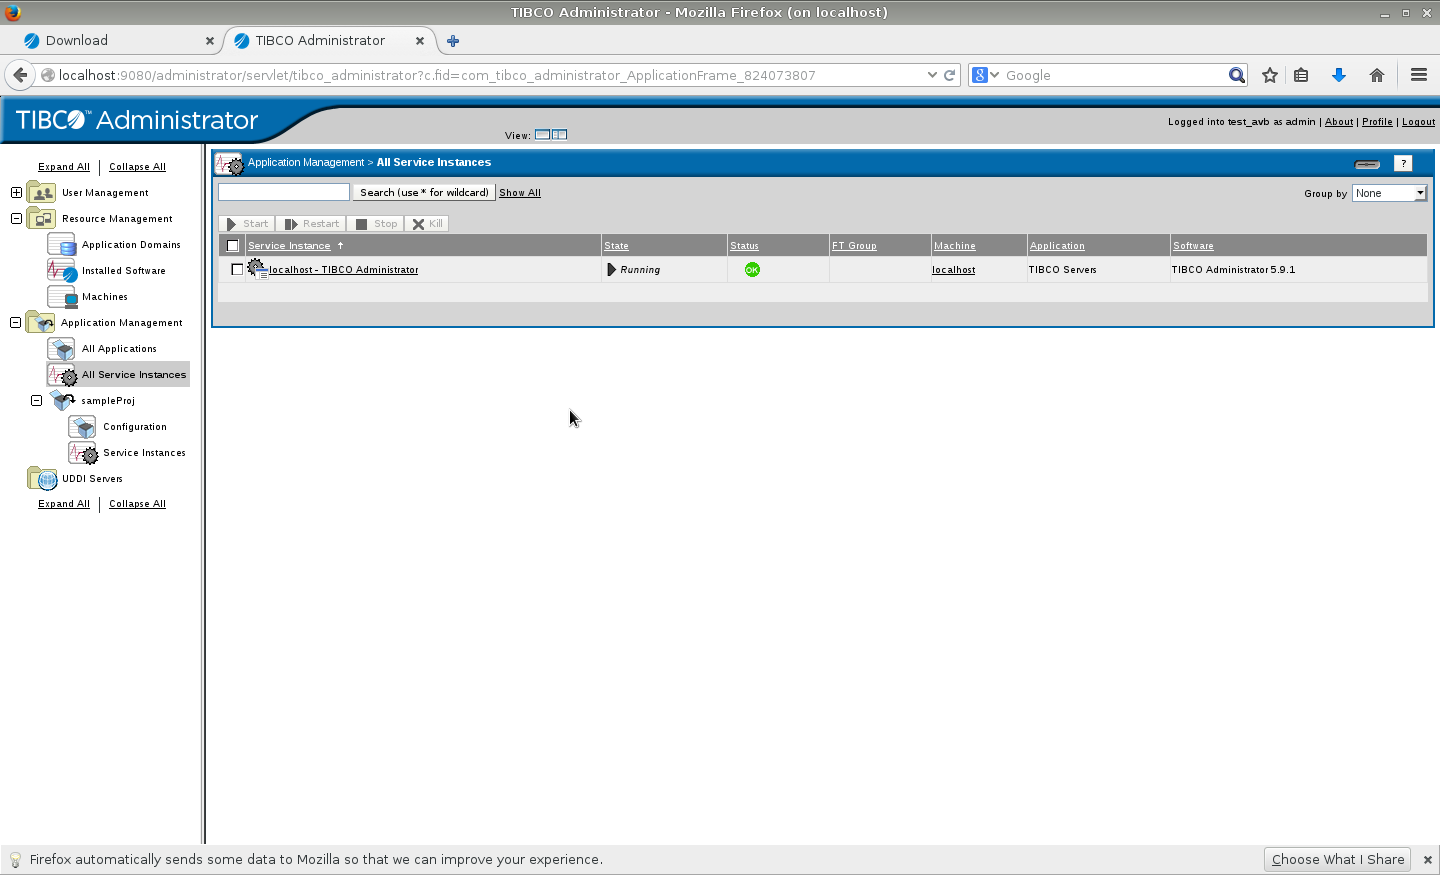 TIBCO Administrator - Mozilla Firefox (on localhost)
Download
TIBCO Administrator
localhost:9080/administrator/servlet/tibco_administrator?c.fid=com_tibco_administrator_ApplicationFrame_824073807
8 Google
TIBCO™ Administrator
View:
Logged into test_avb as admin | About | Profile | Logout
Expand All | Collapse All
User Management
Resource Management
Application Domains
Installed Software
Machines
Application Management
All Applications
All Service Instances
sampleProj
Configuration
Service Instances
UDDI Servers
Expand All | Collapse All
Application Management > All Service Instances
?
Search (use * for wildcard) Show All
Group by None
Start Restart Stop Kill
Service Instance State Status FT Group Machine Application Software
localhost - TIBCO Administrator Running OK localhost TIBCO Servers TIBCO Administrator 5.9.1
Firefox automatically sends some data to Mozilla so that we can improve your experience.
Choose What I Share